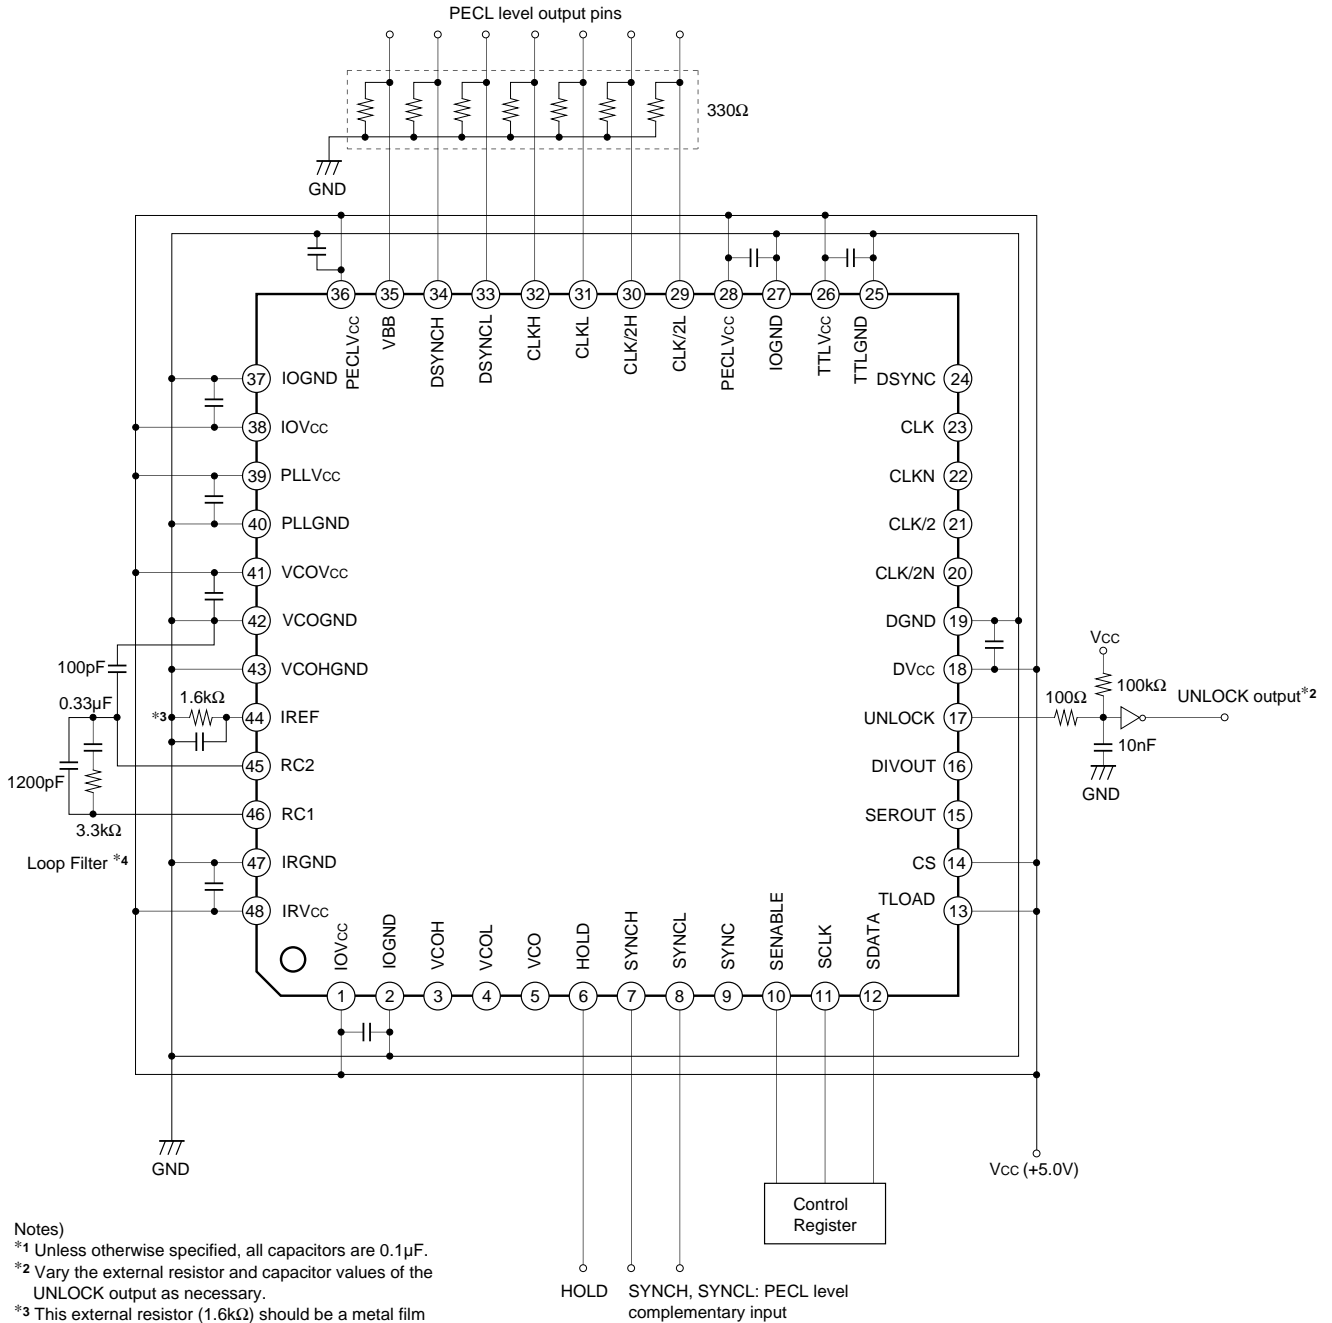 PECL level output pins
330Ω
GND
36 35 34 33 32 31 30 29 28 27 26 25
PECLVCC
VBB
DSYNCH
DSYNCL
CLKH
CLKL
CLK/2H
CLK/2L
PECLVCC
IOGND
TTLVCC
TTLGND
37 IOGND
38 IOVCC
39 PLLVCC
40 PLLGND
41 VCOVCC
42 VCOGND
43 VCOHGND
44 IREF
45 RC2
46 RC1
47 IRGND
48 IRVCC
100pF
0.33µF
*3
1.6kΩ
1200pF
3.3kΩ
Loop Filter *4
DSYNC 24
CLK 23
CLKN 22
CLK/2 21
CLK/2N 20
DGND 19
DVCC 18
UNLOCK 17
DIVOUT 16
SEROUT 15
CS 14
TLOAD 13
VCC
100Ω
100kΩ
UNLOCK output*2
10nF
GND
IOVCC
IOGND
VCOH
VCOL
VCO
HOLD
SYNCH
SYNCL
SYNC
SENABLE
SCLK
SDATA
1 2 3 4 5 6 7 8 9 10 11 12
GND
VCC (+5.0V)
Control
Register
HOLD
SYNCH, SYNCL: PECL level
complementary input
Notes)
*1 Unless otherwise specified, all capacitors are 0.1µF.
*2 Vary the external resistor and capacitor values of the
UNLOCK output as necessary.
*3 This external resistor (1.6kΩ) should be a metal film